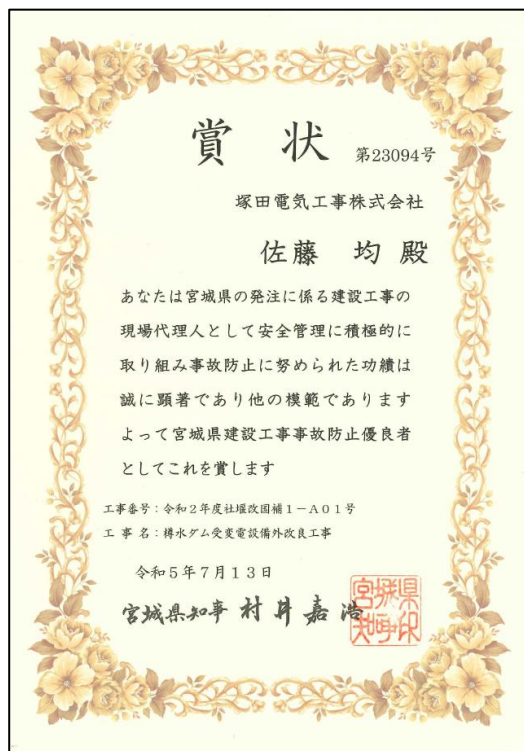 賞状 第23094号
塚田電気工事株式会社
佐藤 均 殿
あなたは宮城県の発注に係る建設工事の
現場代理人として安全管理に積極的に
取り組み事故防止に努められた功績は
誠に顕著であり他の模範であります
よって宮城県建設工事事故防止優良者
としてこれを賞します
工事番号:令和2年度社堰改国補1-A01号
工事名:樽水ダム受変電設備外改良工事
令和5年7月13日
宮城県知事 村井嘉浩
宮城県知事印